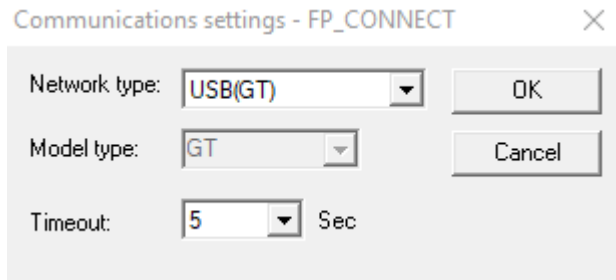 Communications settings - FP_CONNECT
Network type: USB(GT) OK
Model type: GT Cancel
Timeout: 5 Sec